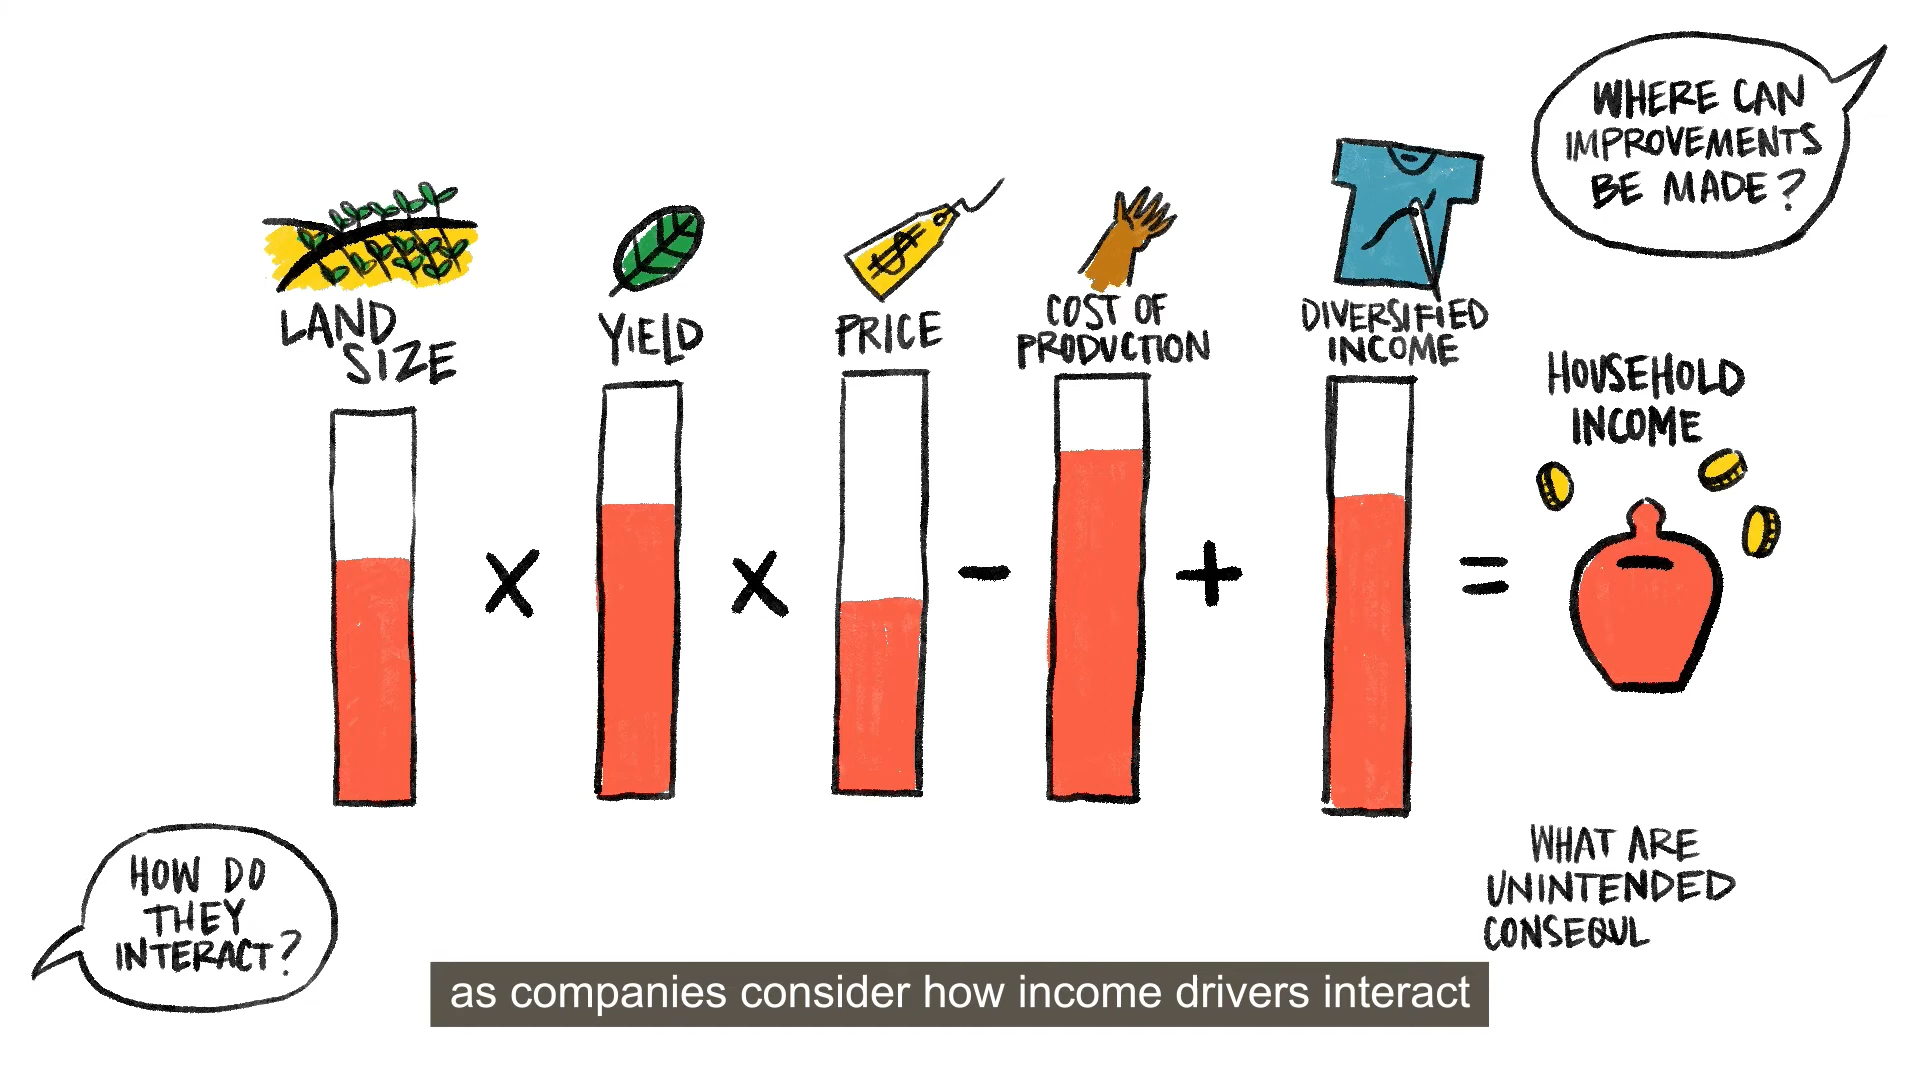 WHERE CAN
IMPROVEMENTS
BE MADE?
LAND
SIZE
YIELD
$
PRICE
COST OF
PRODUCTION
DIVERSIFIED
INCOME
HOUSEHOLD
INCOME
X
X
-
+
=
HOW DO
THEY
INTERACT?
WHAT ARE
UNINTENDED
CONSEQUL
as companies consider how income drivers interact